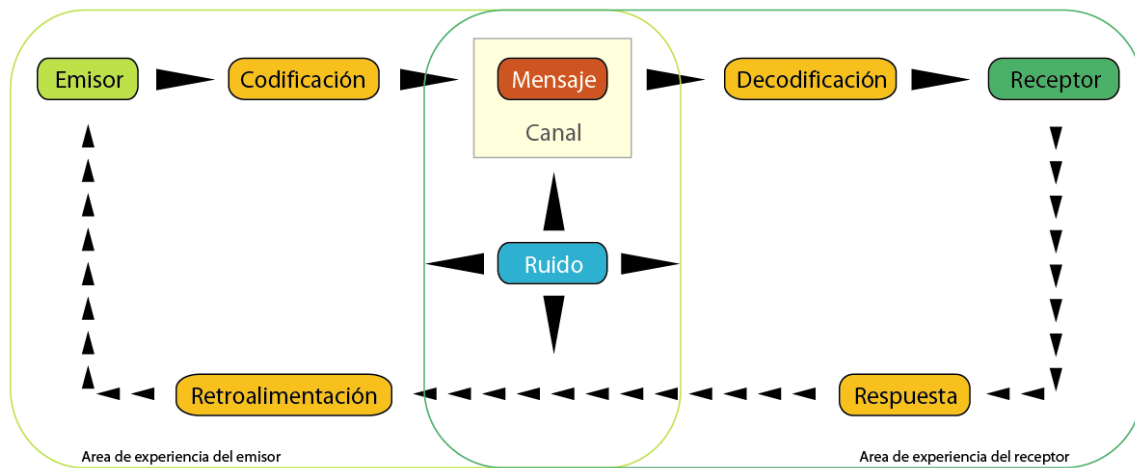 Emisor
Codificación
Mensaje
Canal
Decodificación
Receptor
Ruido
Retroalimentación
Respuesta
Area de experiencia del emisor
Area de experiencia del receptor